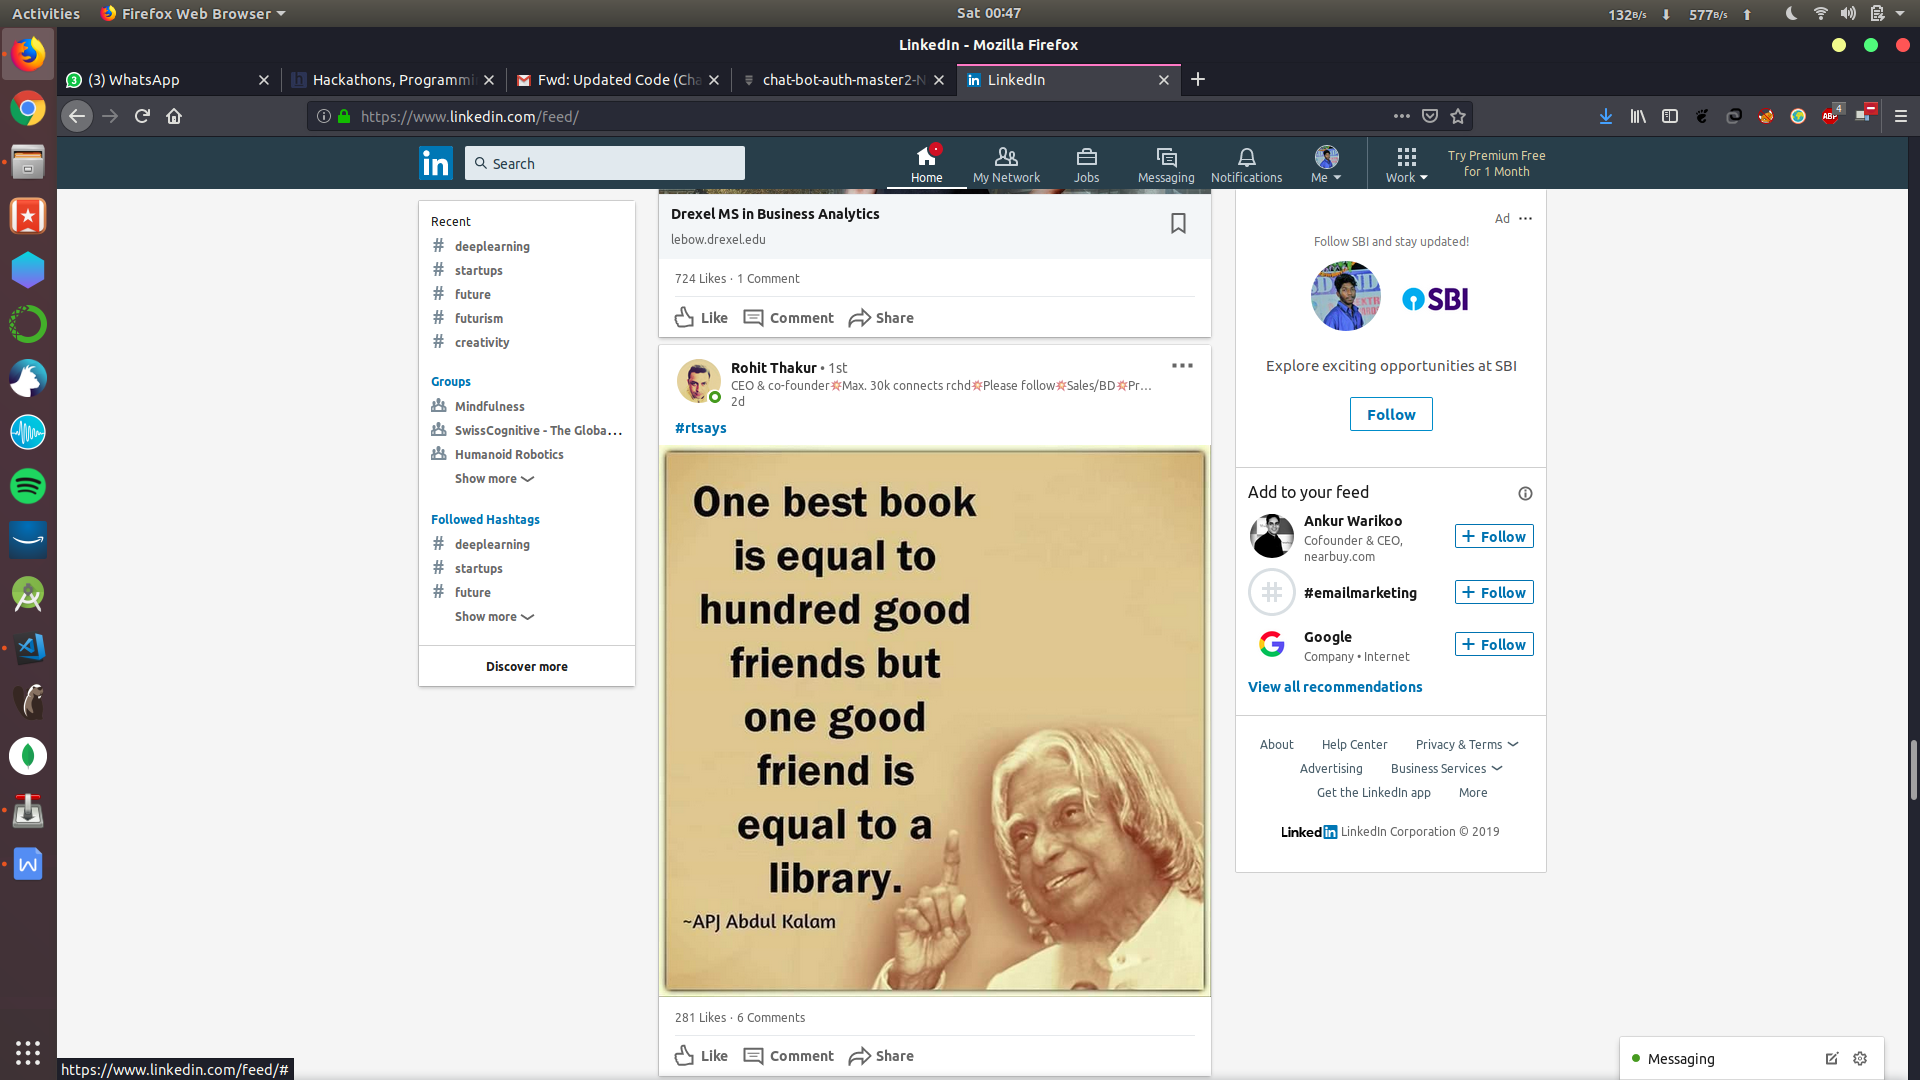 Activities
Firefox Web Browser
Sat 00:47
132B/s
577B/s
LinkedIn - Mozilla Firefox
(3) WhatsApp
Hackathons, Programmi
Fwd: Updated Code (Cha
chat-bot-auth-master2-N
LinkedIn
https://www.linkedin.com/feed/
4
ABP
in
Search
Home
My Network
Jobs
Messaging
Notifications
Me
Work
Try Premium Free
for 1 Month
Recent
# deeplearning
# startups
# future
# futurism
# creativity
Groups
Mindfulness
SwissCognitive - The Globa...
Humanoid Robotics
Show more
Followed Hashtags
# deeplearning
# startups
# future
Show more
Discover more
Drexel MS in Business Analytics
lebow.drexel.edu
724 Likes · 1 Comment
Like
Comment
Share
Rohit Thakur • 1st
CEO & co-founder💥Max. 30k connects rchd💥Please follow💥Sales/BD💥Pr...
2d
#rtsays
One best book
is equal to
hundred good
friends but
one good
friend is
equal to a
library.
~APJ Abdul Kalam
281 Likes · 6 Comments
Like
Comment
Share
Ad
Follow SBI and stay updated!
SBI
Explore exciting opportunities at SBI
Follow
Add to your feed
Ankur Warikoo
Cofounder & CEO,
nearbuy.com
+ Follow
#emailmarketing
+ Follow
Google
Company • Internet
+ Follow
View all recommendations
About
Help Center
Privacy & Terms
Advertising
Business Services
Get the LinkedIn app
More
Linkedin LinkedIn Corporation © 2019
Messaging
https://www.linkedin.com/feed/#